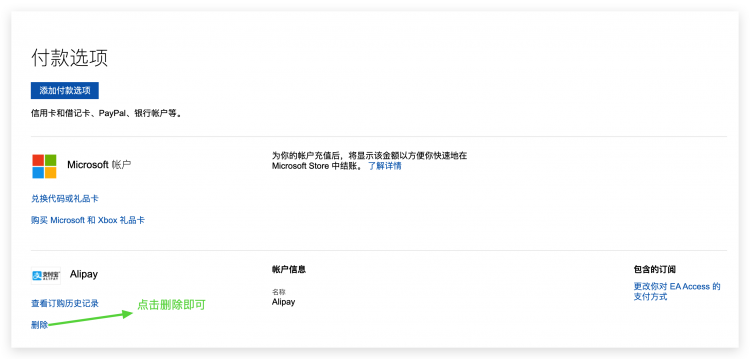 付款选项
添加付款选项
信用卡和借记卡、PayPal、银行帐户等。
Microsoft 帐户
为你的帐户充值后，将显示该金额以方便你快速地在
Microsoft Store 中结账。 了解详情
兑换代码或礼品卡
购买 Microsoft 和 Xbox 礼品卡
支付宝
ALIPAY
Alipay
帐户信息
包含的订阅
名称
Alipay
更改你对 EA Access 的
支付方式
查看订购历史记录
点击删除即可
删除